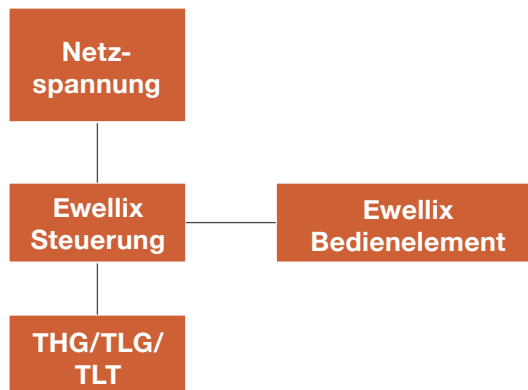 Netz-
spannung
Ewellix
Steuerung
Ewellix
Bedienelement
THG/TLG/
TLT